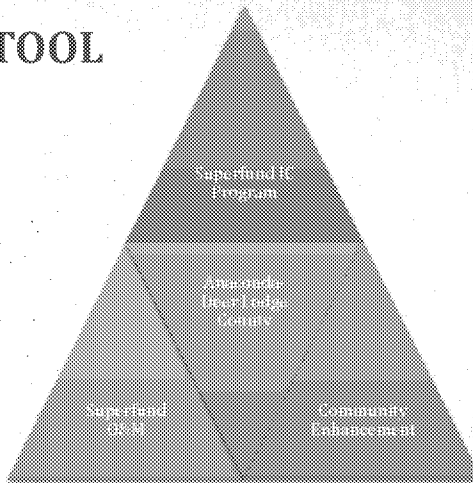 TOOL
Superfund IC
Program
Anaconda-
Deer Lodge
County
Superfund
O&M
Community
Enhancement